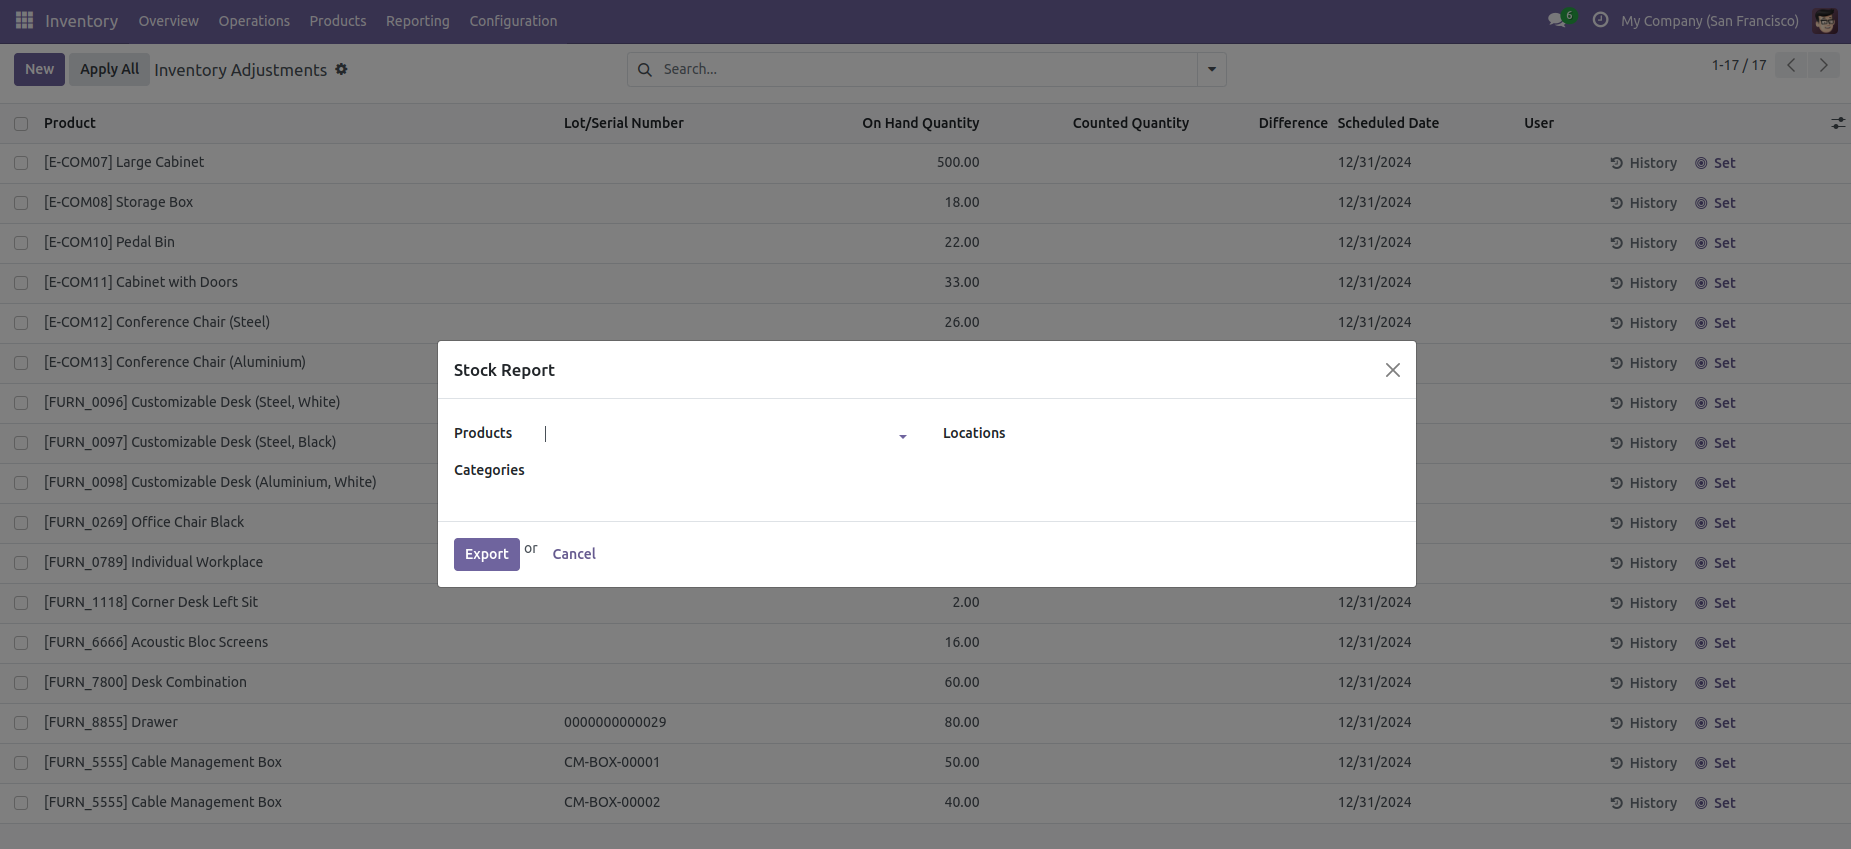 Inventory Overview Operations Products Reporting Configuration 6 My Company (San Francisco)
New Apply All Inventory Adjustments Search... 1-17 / 17
Product Lot/Serial Number On Hand Quantity Counted Quantity Difference Scheduled Date User
[E-COM07] Large Cabinet 500.00 12/31/2024 History Set
[E-COM08] Storage Box 18.00 12/31/2024 History Set
[E-COM10] Pedal Bin 22.00 12/31/2024 History Set
[E-COM11] Cabinet with Doors 33.00 12/31/2024 History Set
[E-COM12] Conference Chair (Steel) 26.00 12/31/2024 History Set
[E-COM13] Conference Chair (Aluminium) History Set
[FURN_0096] Customizable Desk (Steel, White) History Set
[FURN_0097] Customizable Desk (Steel, Black) History Set
[FURN_0098] Customizable Desk (Aluminium, White) History Set
[FURN_0269] Office Chair Black History Set
[FURN_0789] Individual Workplace History Set
[FURN_1118] Corner Desk Left Sit 2.00 12/31/2024 History Set
[FURN_6666] Acoustic Bloc Screens 16.00 12/31/2024 History Set
[FURN_7800] Desk Combination 60.00 12/31/2024 History Set
[FURN_8855] Drawer 0000000000029 80.00 12/31/2024 History Set
[FURN_5555] Cable Management Box CM-BOX-00001 50.00 12/31/2024 History Set
[FURN_5555] Cable Management Box CM-BOX-00002 40.00 12/31/2024 History Set
Stock Report
Products Locations
Categories
Export or Cancel